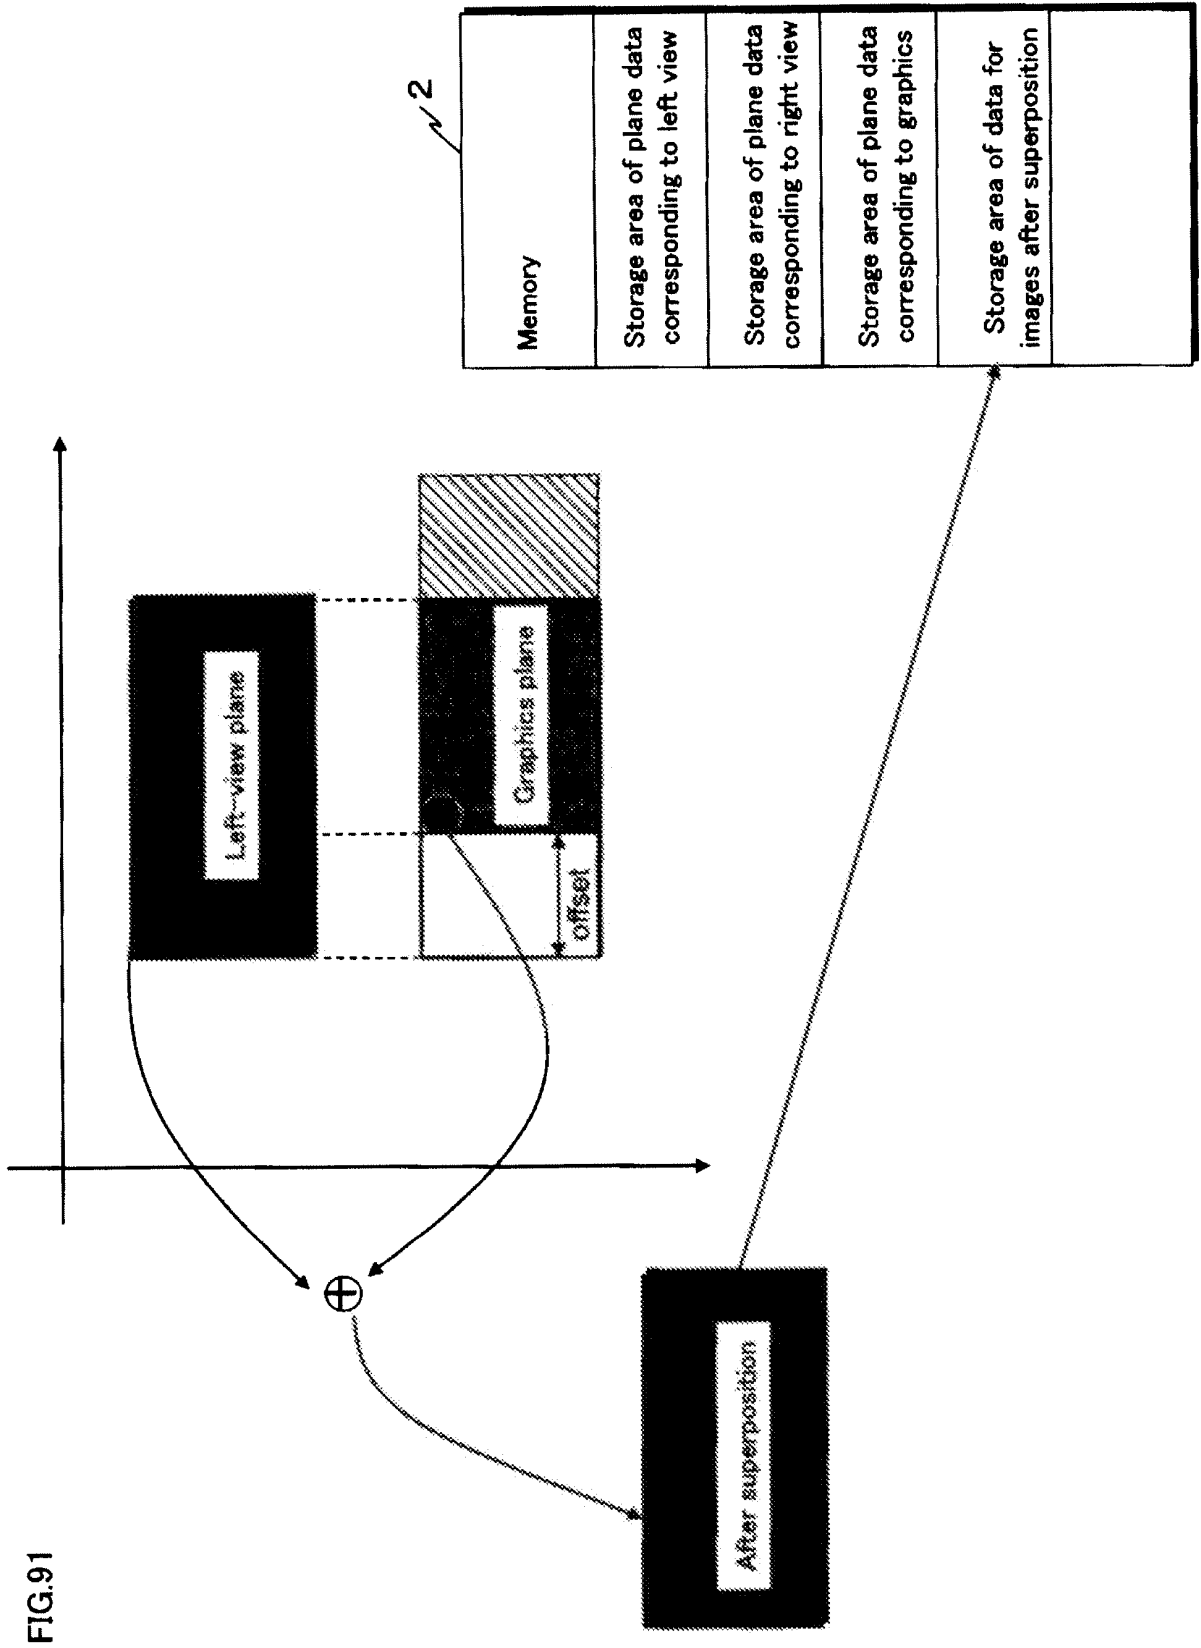 FIG.91
Left-view plane
Graphics plane
offset
After superposition
2
Memory
Storage area of plane data
corresponding to left view
Storage area of plane data
corresponding to right view
Storage area of plane data
corresponding to graphics
Storage area of data for
images after superposition